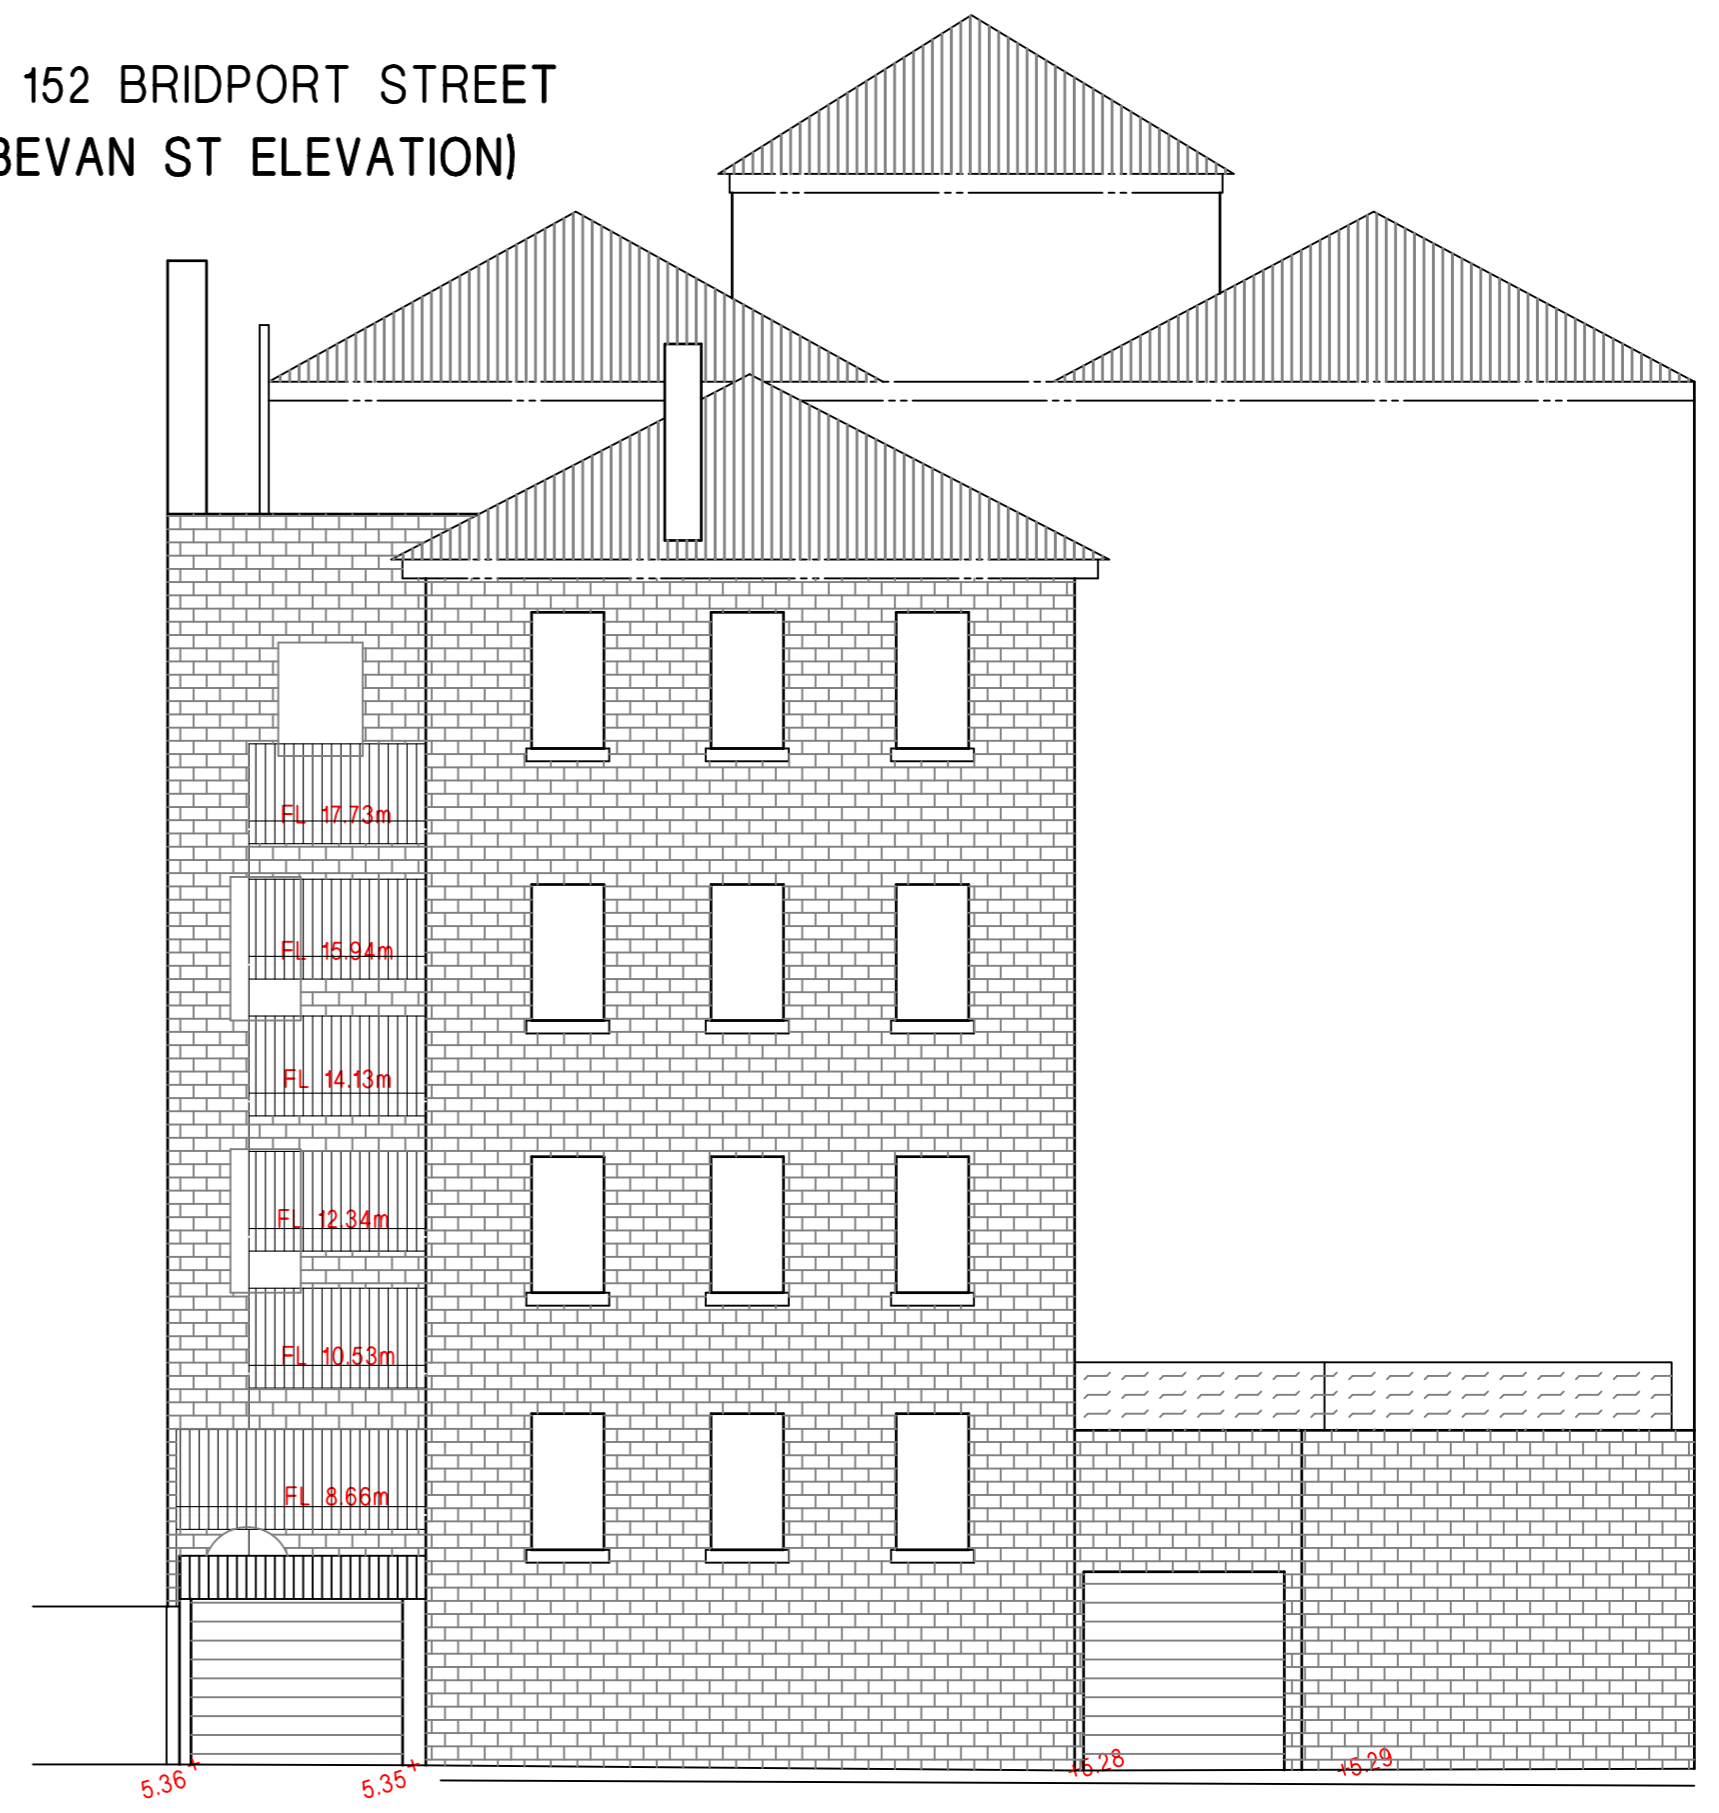 152 BRIDPORT STREET
BEVAN ST ELEVATION)
FL 17.73m
FL 15.94m
FL 14.13m
FL 12.34m
FL 10.53m
FL 8.66m
5.36+
5.35+
+5.28
+5.29